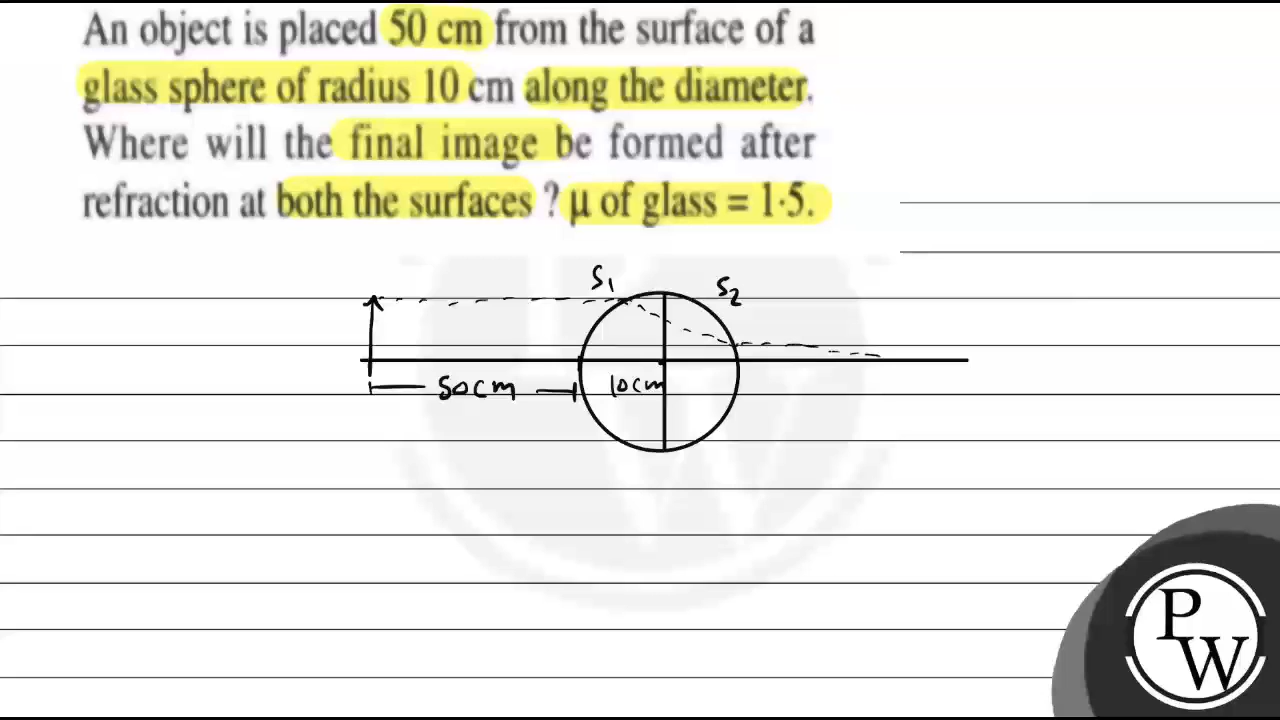 An object is placed 50 cm from the surface of a
glass sphere of radius 10 cm along the diameter.
Where will the final image be formed after
refraction at both the surfaces ? μ of glass = 1·5.
S1 S2
50cm 10cm
P
W